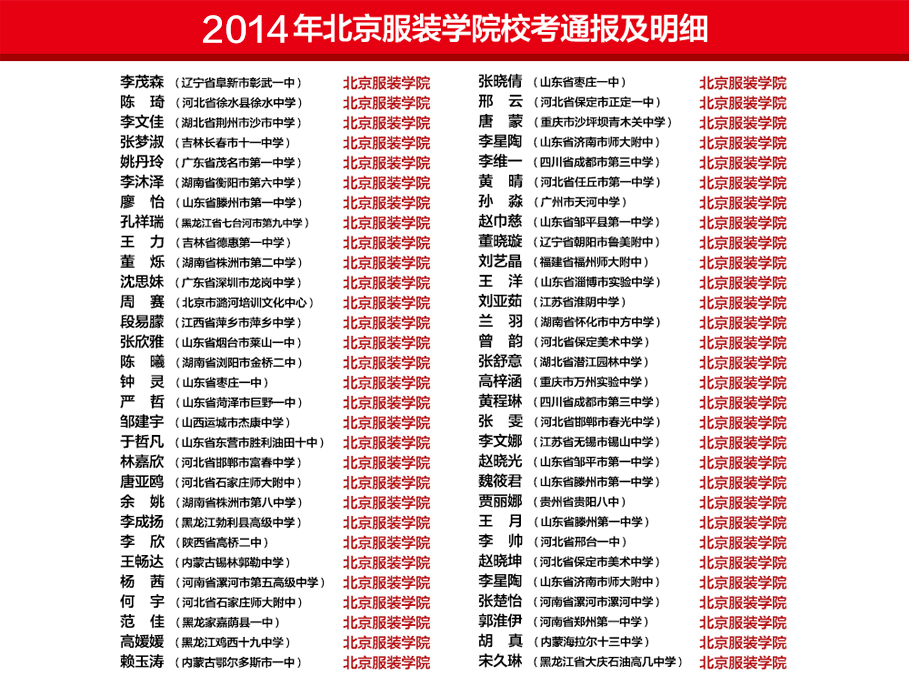 2014年北京服装学院校考通报及明细
李茂森 （辽宁省阜新市彰武一中） 北京服装学院 张晓倩 （山东省枣庄一中） 北京服装学院
陈 琦 （河北省徐水县徐水中学） 北京服装学院 邢 云 （河北省保定市正定一中） 北京服装学院
李文佳 （湖北省荆州市沙市中学） 北京服装学院 唐 蒙 （重庆市沙坪坝青木关中学） 北京服装学院
张梦淑 （吉林长春市十一中学） 北京服装学院 李星陶 （山东省济南市师大附中） 北京服装学院
姚丹玲 （广东省茂名市第一中学） 北京服装学院 李维一 （四川省成都市第三中学） 北京服装学院
李沐泽 （湖南省衡阳市第六中学） 北京服装学院 黄 晴 （河北省任丘市第一中学） 北京服装学院
廖 怡 （山东省滕州市第一中学） 北京服装学院 孙 淼 （广州市天河中学） 北京服装学院
孔祥瑞 （黑龙江省七台河市第九中学） 北京服装学院 赵巾慈 （山东省邹平县第一中学） 北京服装学院
王 力 （吉林省德惠第一中学） 北京服装学院 董晓璇 （辽宁省朝阳市鲁美附中） 北京服装学院
董 烁 （湖南省株洲市第二中学） 北京服装学院 刘艺晶 （福建省福州师大附中） 北京服装学院
沈思妹 （广东省深圳市龙岗中学） 北京服装学院 王 洋 （山东省淄博市实验中学） 北京服装学院
周 赛 （北京市潞河培训文化中心） 北京服装学院 刘亚茹 （江苏省淮阴中学） 北京服装学院
段易朦 （江西省萍乡市萍乡中学） 北京服装学院 兰 羽 （湖南省怀化市中方中学） 北京服装学院
张欣雅 （山东省烟台市莱山一中） 北京服装学院 曾 韵 （河北省保定美术中学） 北京服装学院
陈 曦 （湖南省浏阳市金桥二中） 北京服装学院 张舒意 （湖北省潜江园林中学） 北京服装学院
钟 灵 （山东省枣庄一中） 北京服装学院 高梓涵 （重庆市万州实验中学） 北京服装学院
严 哲 （山东省菏泽市巨野一中） 北京服装学院 黄程琳 （四川省成都市第三中学） 北京服装学院
邹建宇 （山西运城市杰康中学） 北京服装学院 张 雯 （河北省邯郸市春光中学） 北京服装学院
于哲凡 （山东省东营市胜利油田十中） 北京服装学院 李文娜 （江苏省无锡市锡山中学） 北京服装学院
林嘉欣 （河北省邯郸市富春中学） 北京服装学院 赵晓光 （山东省邹平市第一中学） 北京服装学院
唐亚鸥 （河北省石家庄师大附中） 北京服装学院 魏筱君 （山东省滕州市第一中学） 北京服装学院
余 姚 （湖南省株洲市第八中学） 北京服装学院 贾丽娜 （贵州省贵阳八中） 北京服装学院
李成扬 （黑龙江勃利县高级中学） 北京服装学院 王 月 （山东省滕州第一中学） 北京服装学院
李 欣 （陕西省高桥二中） 北京服装学院 李 帅 （河北省邢台一中） 北京服装学院
王畅达 （内蒙古锡林郭勒中学） 北京服装学院 赵晓坤 （河北省保定市美术中学） 北京服装学院
杨 茜 （河南省漯河市第五高级中学） 北京服装学院 李星陶 （山东省济南市师大附中） 北京服装学院
何 宇 （河北省石家庄师大附中） 北京服装学院 张楚怡 （河南省漯河市漯河中学） 北京服装学院
范 佳 （黑龙家嘉荫县一中） 北京服装学院 郭淮伊 （河南省郑州第一中学） 北京服装学院
高媛媛 （黑龙江鸡西十九中学） 北京服装学院 胡 真 （内蒙海拉尔十三中学） 北京服装学院
赖玉涛 （内蒙古鄂尔多斯市一中） 北京服装学院 宋久琳 （黑龙江省大庆石油高几中学） 北京服装学院